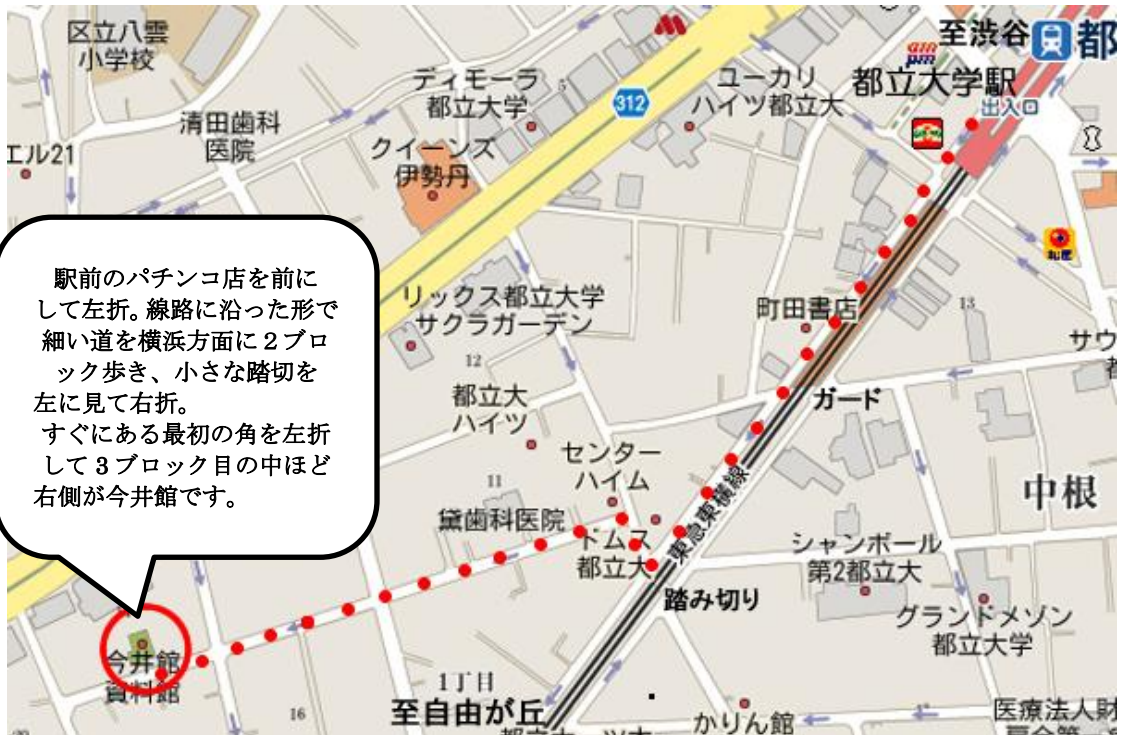 区立八雲
小学校
清田歯科
医院
エル21
ディモーラ
都立大学
5
312
クイーンズ
伊勢丹
ユーカリ
ハイツ都立大
am
pm
至渋谷
都
都立大学駅
出入口
駅前のパチンコ店を前に
して左折。線路に沿った形で
細い道を横浜方面に2ブロ
ック歩き、小さな踏切を
左に見て右折。
すぐにある最初の角を左折
して3ブロック目の中ほど
右側が今井館です。
リックス都立大学
サクラガーデン
12
町田書店
13
松屋
サウ
都立大
ハイツ
ガード
センター
ハイム
11
黛歯科医院
ドムス
都立大
東急東横線
中根
シャンボール
第2都立大
踏み切り
グランドメゾン
都立大学
今井館
資料館
1丁目
16
至自由が丘
かりん館
医療法人財